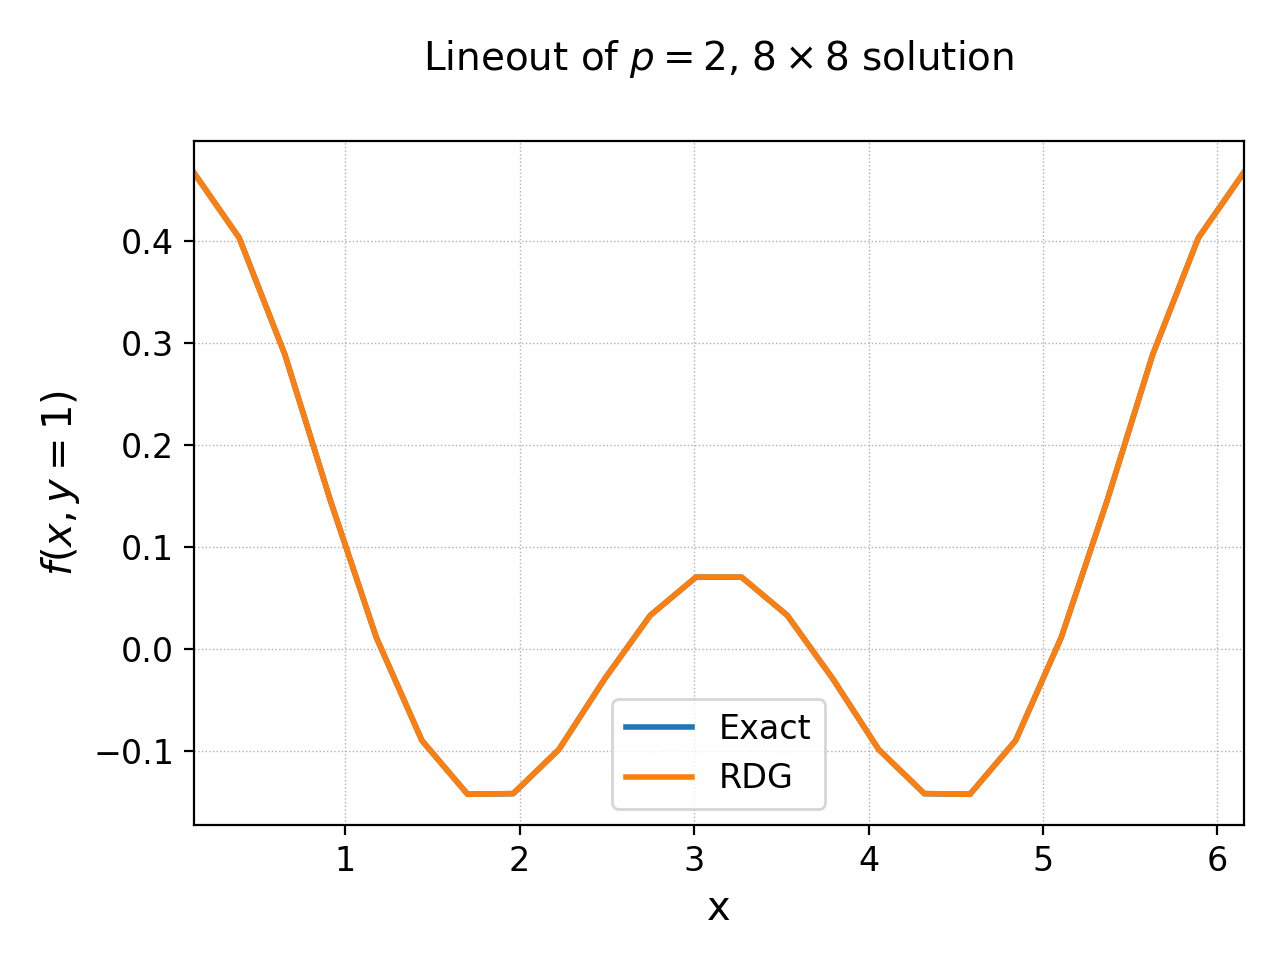 Lineout of p = 2, 8 × 8 solution
f(x, y = 1)
0.4
0.3
0.2
0.1
0.0
−0.1
Exact
RDG
1 2 3 4 5 6
x